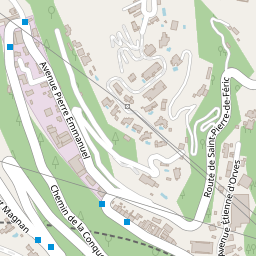 Avenue Pierre Emmanuel
Route de Saint-Pierre-de-Féric
Chemin de la Conqu
Avenue Étienne d'Orves
Magnan